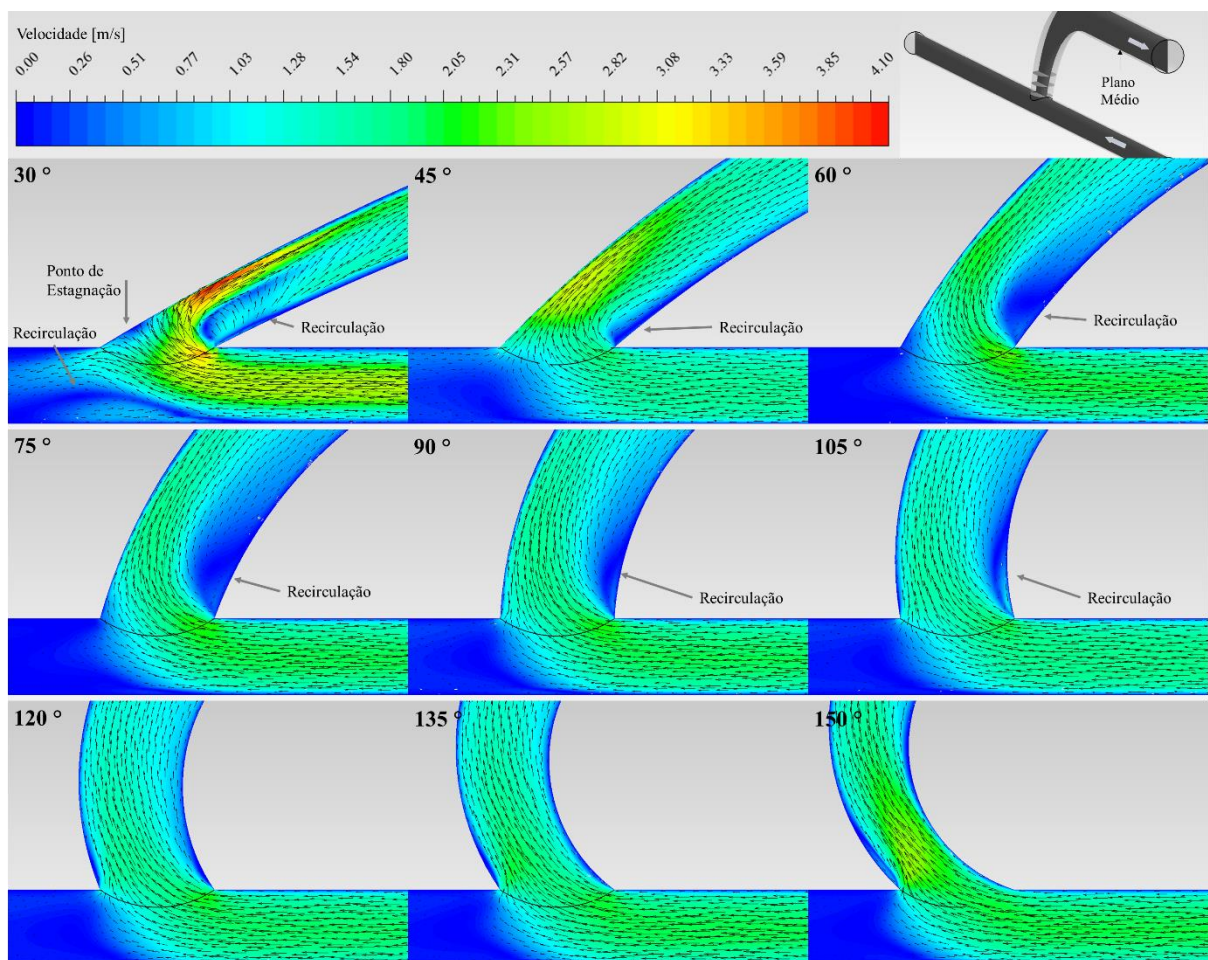 Velocidade [m/s]
0.00 0.26 0.51 0.77 1.03 1.28 1.54 1.80 2.05 2.31 2.57 2.82 3.08 3.33 3.59 3.85 4.10
Plano
Médio
30 °
45 °
60 °
Ponto de
Estagnação
Recirculação
Recirculação
Recirculação
Recirculação
75 °
90 °
105 °
Recirculação
Recirculação
Recirculação
120 °
135 °
150 °